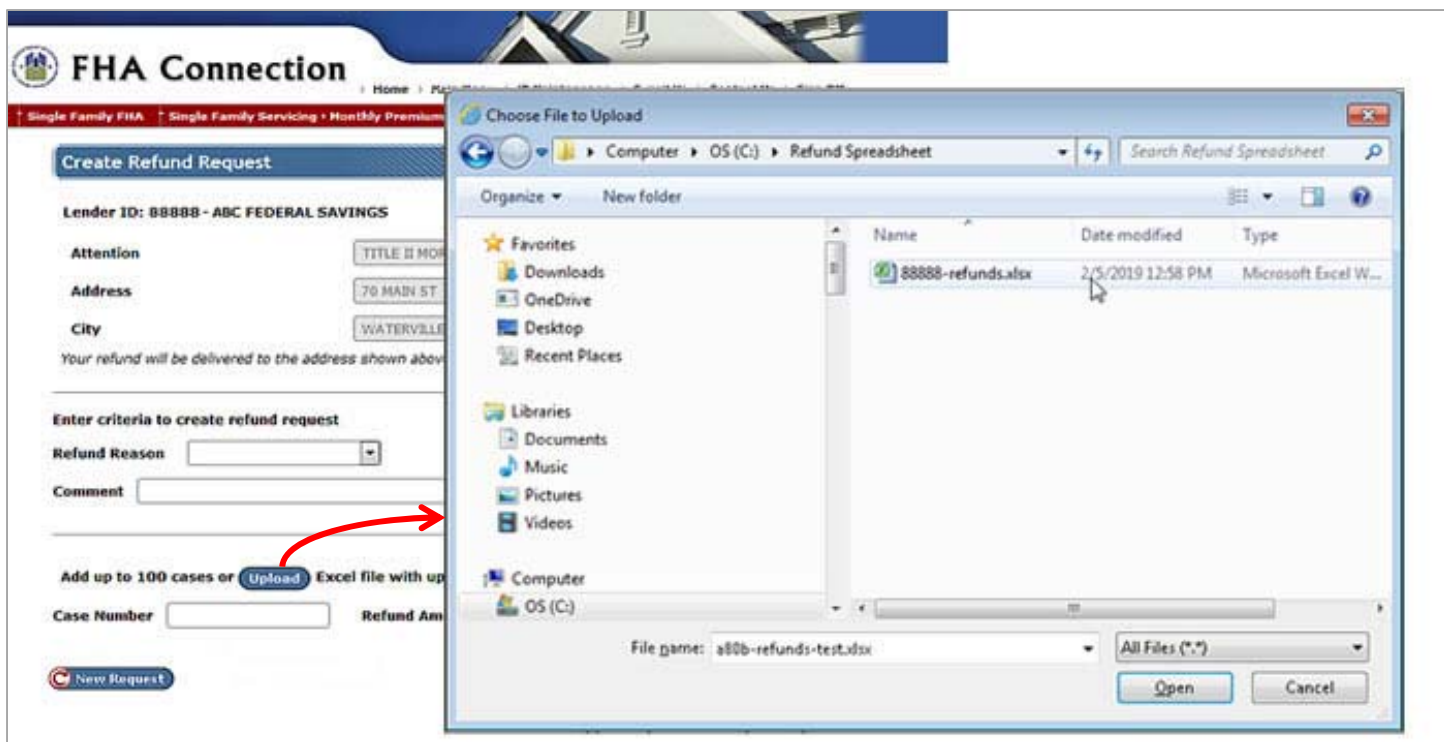 FHA Connection
Home
Single Family FHA Single Family Servicing • Monthly Premium
Create Refund Request
Lender ID: 88888 - ABC FEDERAL SAVINGS
Attention TITLE II MOR
Address 70 MAIN ST
City WATERVILLE
Your refund will be delivered to the address shown abov
Enter criteria to create refund request
Refund Reason
Comment
Add up to 100 cases or Upload Excel file with up
Case Number Refund Am
New Request
Choose File to Upload
Computer OS (C:) Refund Spreadsheet Search Refund Spreadsheet
Organize New folder
Favorites
Downloads
OneDrive
Desktop
Recent Places
Libraries
Documents
Music
Pictures
Videos
Computer
OS (C:)
Name Date modified Type
88888-refunds.xlsx 2/5/2019 12:58 PM Microsoft Excel W...
File name: a80b-refunds-test.xlsx All Files (*.*)
Open Cancel